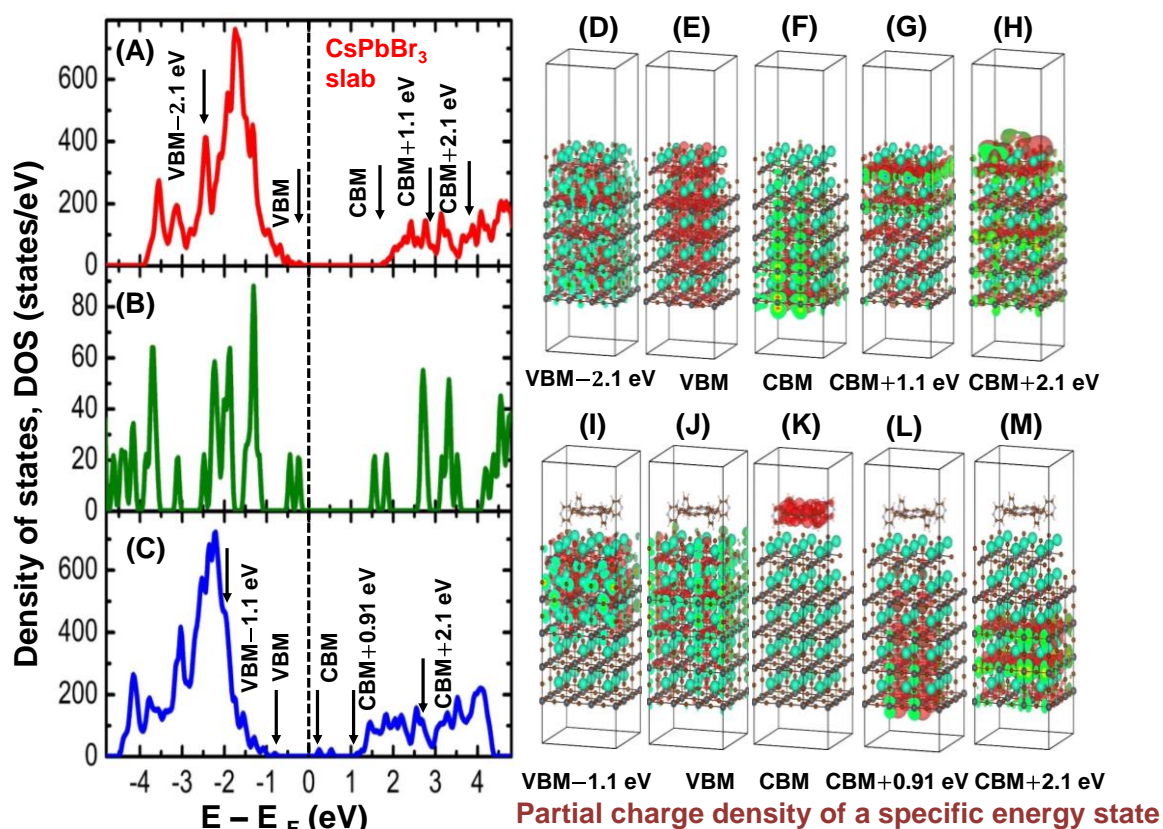 (A)
CsPbBr3
slab
VBM−2.1 eV
VBM
CBM
CBM+1.1 eV
CBM+2.1 eV
600
400
200
0
(B)
80
60
40
20
0
(C)
VBM−1.1 eV
VBM
CBM
CBM+0.91 eV
CBM+2.1 eV
600
400
200
0
-4 -3 -2 -1 0 1 2 3 4
E – E F (eV)
Density of states, DOS (states/eV)
(D) (E) (F) (G) (H)
VBM−2.1 eV VBM CBM CBM+1.1 eV CBM+2.1 eV
(I) (J) (K) (L) (M)
VBM−1.1 eV VBM CBM CBM+0.91 eV CBM+2.1 eV
Partial charge density of a specific energy state